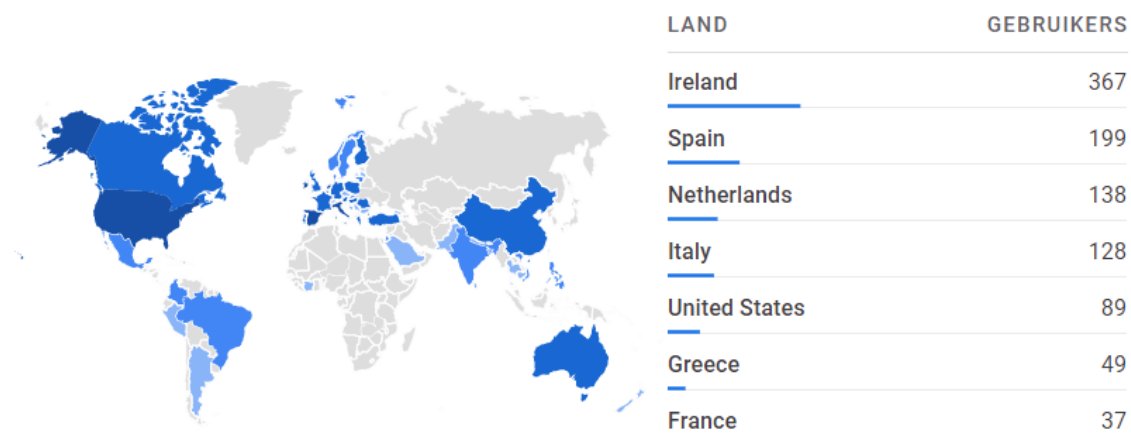 LAND GEBRUIKERS
Ireland 367
Spain 199
Netherlands 138
Italy 128
United States 89
Greece 49
France 37